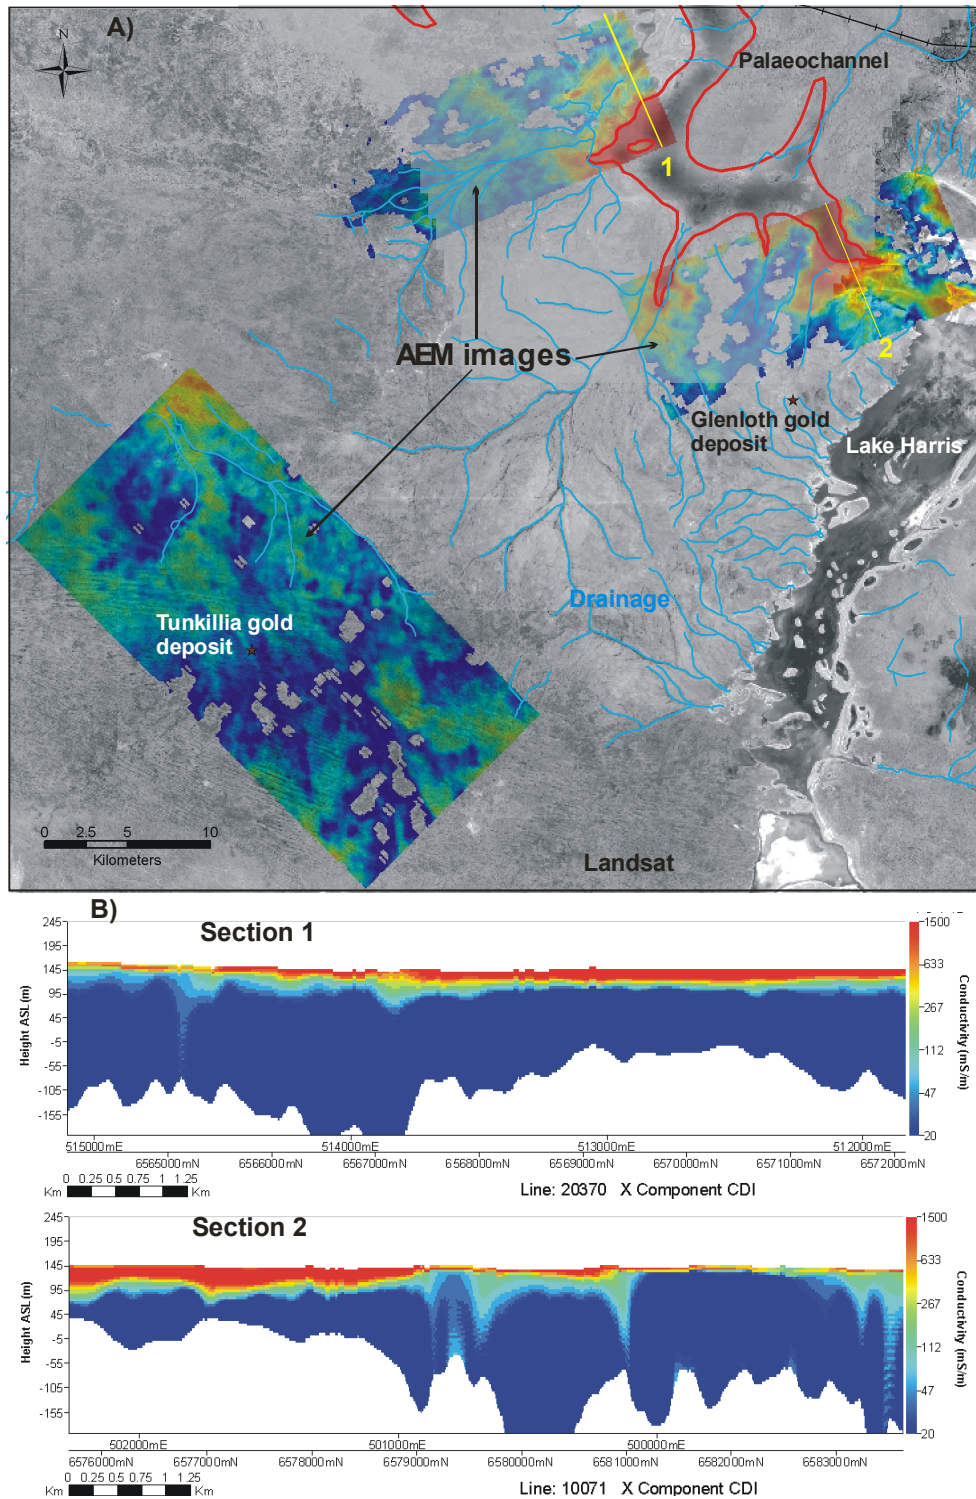 A)
N
Palaeochannel
1
AEM images
2
Glenloth gold
deposit
Lake Harris
Drainage
Tunkillia gold
deposit
0 2.5 5 10
Kilometers
Landsat
B)
Section 1
245
195
145
95
45
-5
-55
-105
-155
Height ASL (m)
1500
633
267
112
47
20
Conductivity (mS/m)
515000mE 514000mE 513000mE 512000mE
6565000mN 6566000mN 6567000mN 6568000mN 6569000mN 6570000mN 6571000mN 6572000mN
0 0.25 0.5 0.75 1 1.25
Km Km
Line: 20370 X Component CDI
Section 2
245
195
145
95
45
-5
-55
-105
-155
Height ASL (m)
1500
633
267
112
47
20
Conductivity (mS/m)
502000mE 501000mE 500000mE
6576000mN 6577000mN 6578000mN 6579000mN 6580000mN 6581000mN 6582000mN 6583000mN
0 0.25 0.5 0.75 1 1.25
Km Km
Line: 10071 X Component CDI